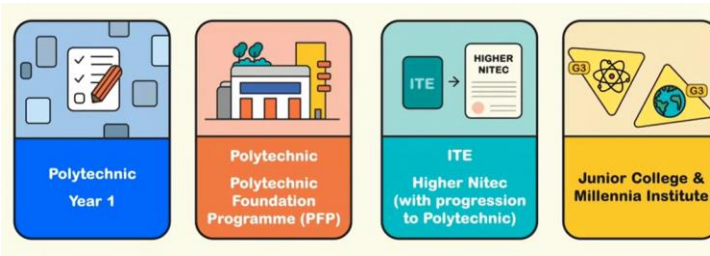 ITE
HIGHER
NITEC
G3
G3
Polytechnic
Year 1
Polytechnic
Polytechnic
Foundation
Programme (PFP)
ITE
Higher Nitec
(with progression
to Polytechnic)
Junior College &
Millennia Institute